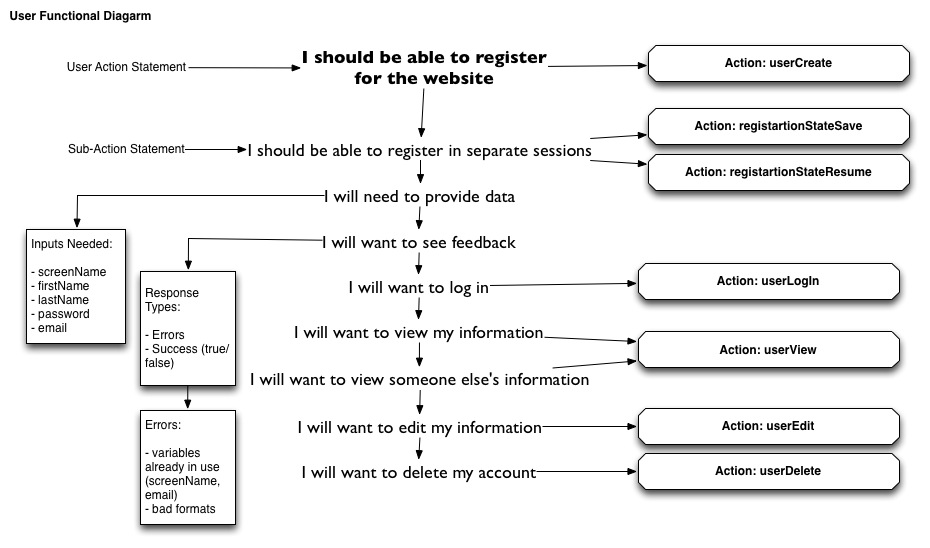 User Functional Diagarm
User Action Statement
I should be able to register
for the website
Action: userCreate
Sub-Action Statement
I should be able to register in separate sessions
Action: registartionStateSave
Action: registartionStateResume
I will need to provide data
Inputs Needed:
- screenName
- firstName
- lastName
- password
- email
I will want to see feedback
Response
Types:
- Errors
- Success (true/
false)
Errors:
- variables
already in use
(screenName,
email)
- bad formats
I will want to log in
Action: userLogIn
I will want to view my information
Action: userView
I will want to view someone else's information
I will want to edit my information
Action: userEdit
I will want to delete my account
Action: userDelete